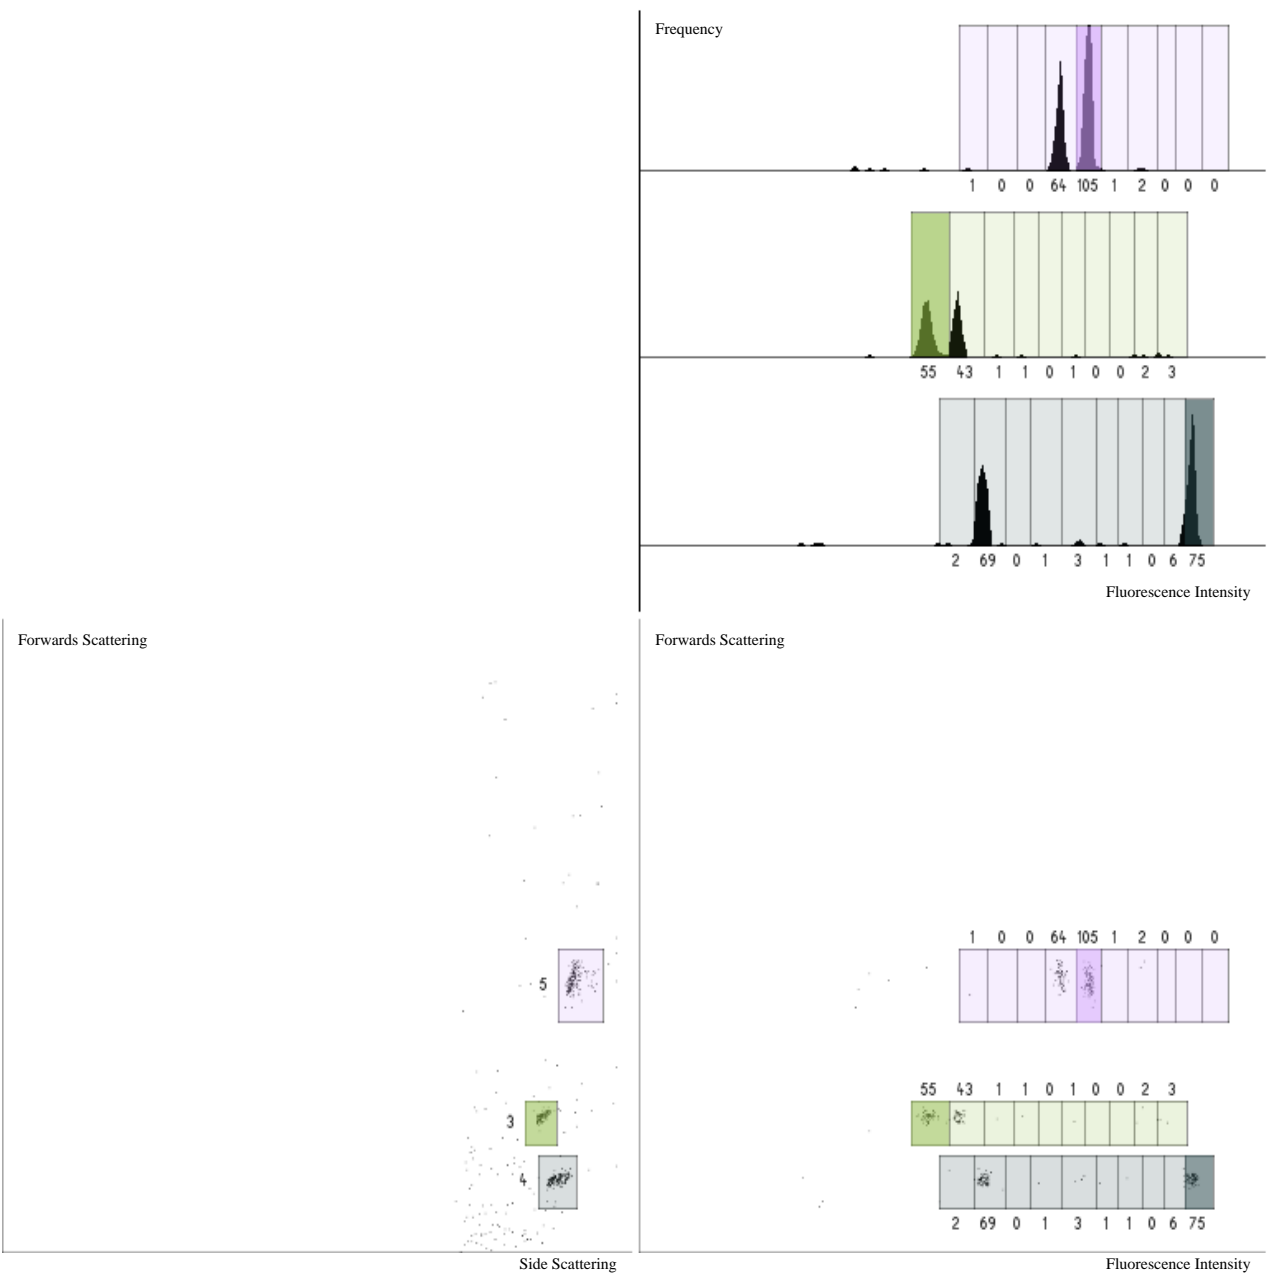 Frequency
1 0 0 64 105 1 2 0 0 0
55 43 1 1 0 1 0 0 2 3
2 69 0 1 3 1 1 0 6 75
Fluorescence Intensity
Forwards Scattering
5
3
4
Side Scattering
Forwards Scattering
1 0 0 64 105 1 2 0 0 0
55 43 1 1 0 1 0 0 2 3
2 69 0 1 3 1 1 0 6 75
Fluorescence Intensity